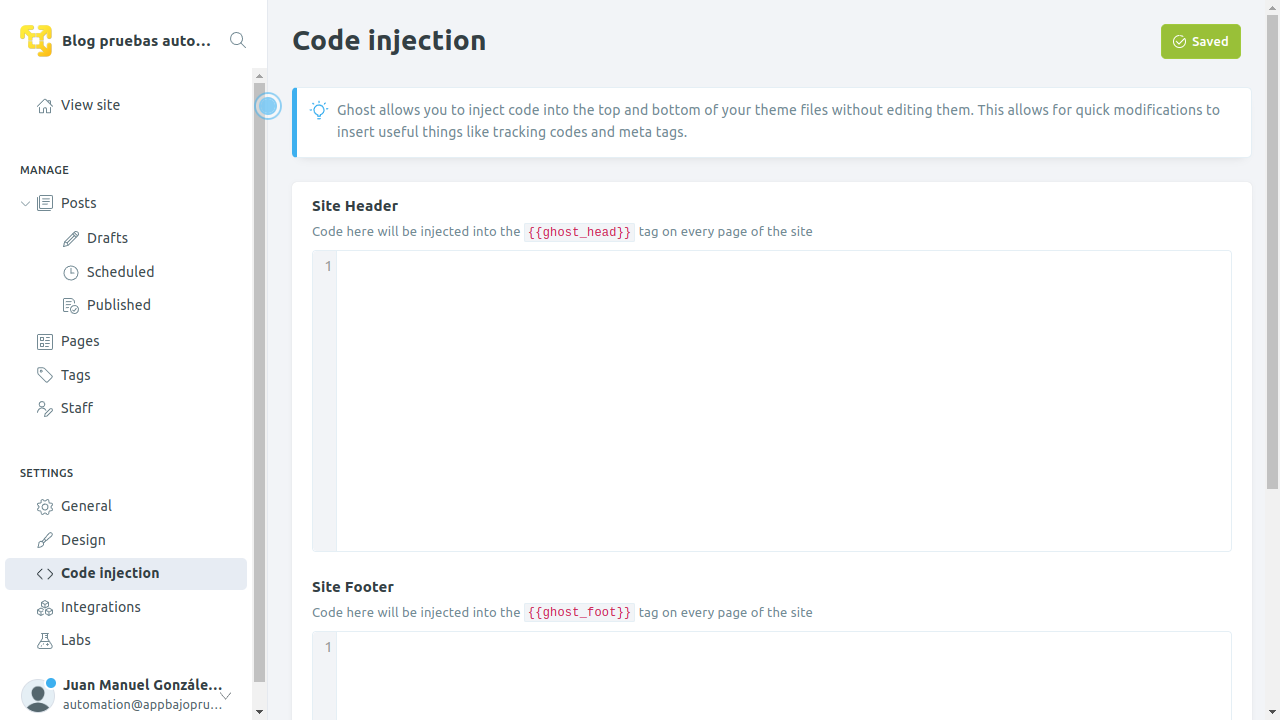 Blog pruebas auto...
View site
MANAGE
Posts
Drafts
Scheduled
Published
Pages
Tags
Staff
SETTINGS
General
Design
Code injection
Integrations
Labs
Juan Manuel Gonzále...
automation@appbajopru...
Code injection
Saved
Ghost allows you to inject code into the top and bottom of your theme files without editing them. This allows for quick modifications to
insert useful things like tracking codes and meta tags.
Site Header
Code here will be injected into the {{ghost_head}} tag on every page of the site
1
Site Footer
Code here will be injected into the {{ghost_foot}} tag on every page of the site
1